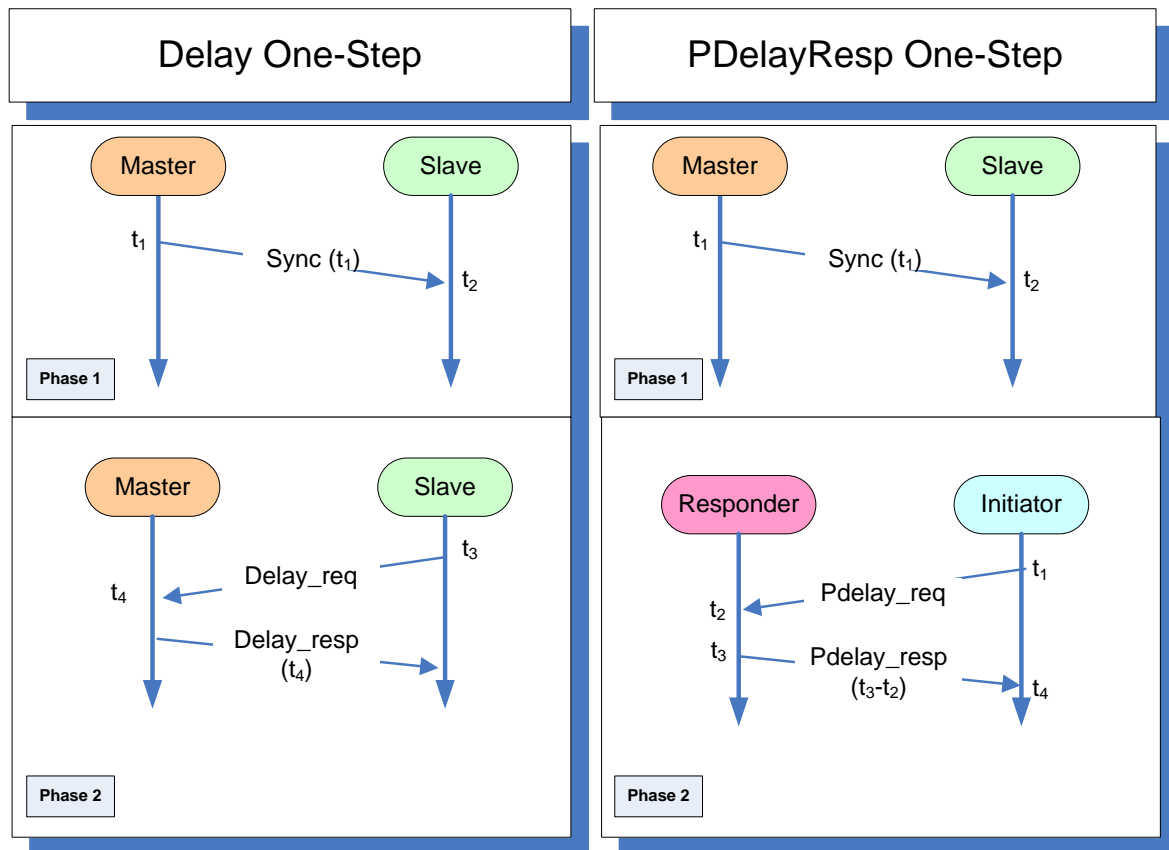 Delay One-Step
Master
Slave
t₁
Sync (t₁)
t₂
Phase 1
Master
Slave
t₃
Delay_req
t₄
Delay_resp
(t₄)
Phase 2
PDelayResp One-Step
Master
Slave
t₁
Sync (t₁)
t₂
Phase 1
Responder
Initiator
t₁
Pdelay_req
t₂
t₃
Pdelay_resp
(t₃-t₂)
t₄
Phase 2